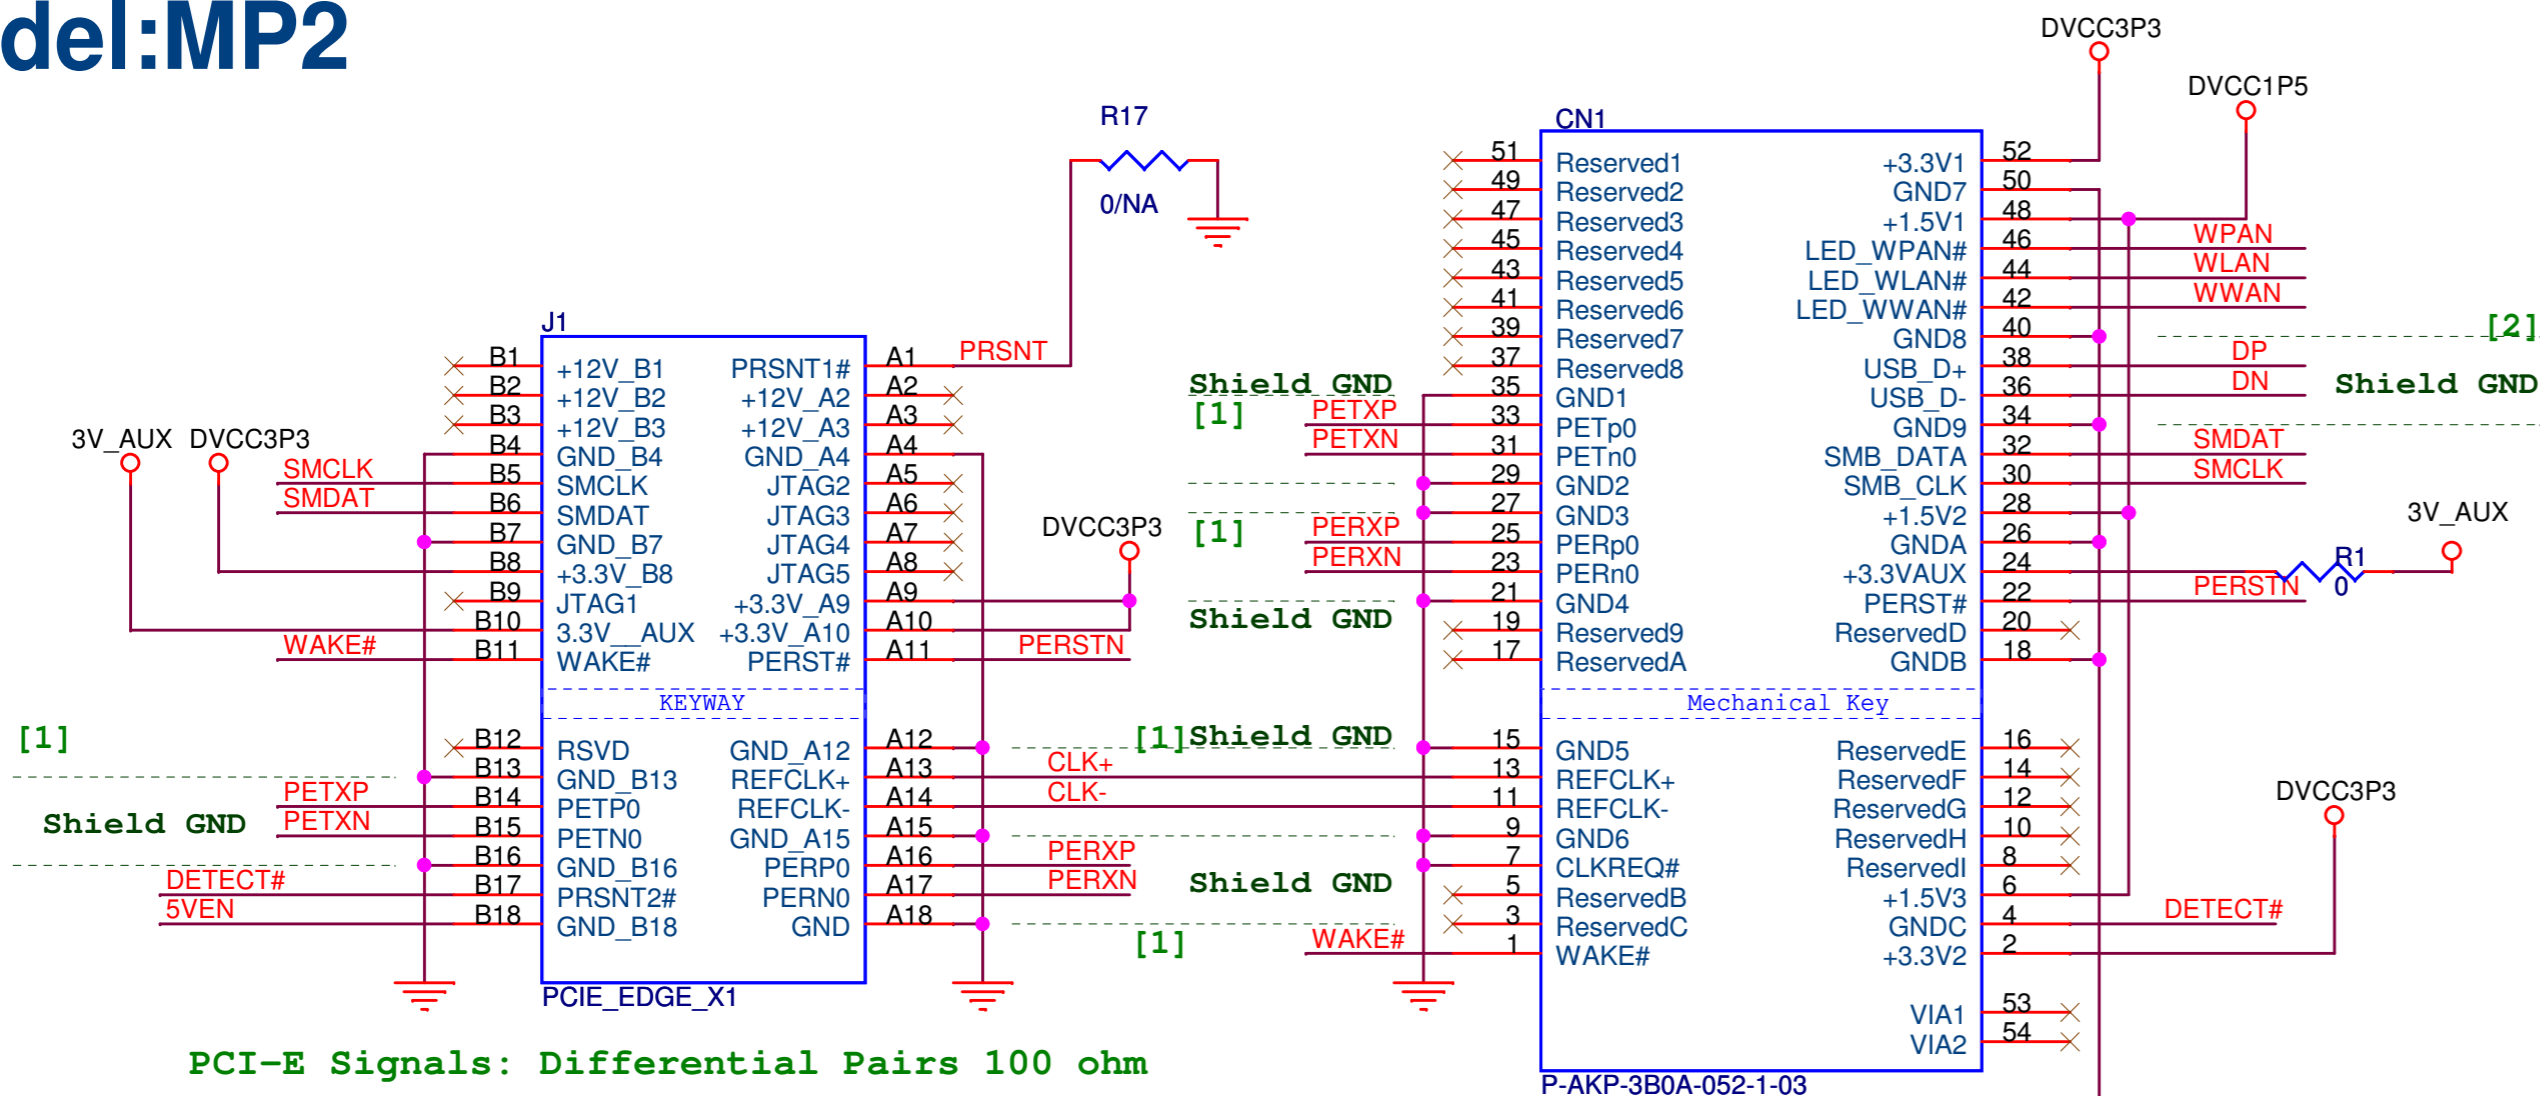 del:MP2
R17
0/NA
J1
B1 +12V_B1 PRSNT1# A1 PRSNT
B2 +12V_B2 +12V_A2 A2
B3 +12V_B3 +12V_A3 A3
3V_AUX DVCC3P3
B4 GND_B4 GND_A4 A4
SMCLK B5 SMCLK JTAG2 A5
SMDAT B6 SMDAT JTAG3 A6
B7 GND_B7 JTAG4 A7
DVCC3P3
B8 +3.3V_B8 JTAG5 A8
B9 JTAG1 +3.3V_A9 A9
B10 3.3V__AUX +3.3V_A10 A10
WAKE# B11 WAKE# PERST# A11 PERSTN
KEYWAY
[1]
B12 RSVD GND_A12 A12
B13 GND_B13 REFCLK+ A13 CLK+
PETXP B14 PETP0 REFCLK- A14 CLK-
Shield GND
PETXN B15 PETN0 GND_A15 A15
B16 GND_B16 PERP0 A16 PERXP
DETECT# B17 PRSNT2# PERN0 A17 PERXN
5VEN B18 GND_B18 GND A18
PCIE_EDGE_X1
PCI-E Signals: Differential Pairs 100 ohm
DVCC3P3
DVCC1P5
CN1
51 Reserved1 +3.3V1 52
49 Reserved2 GND7 50
47 Reserved3 +1.5V1 48
45 Reserved4 LED_WPAN# 46 WPAN
43 Reserved5 LED_WLAN# 44 WLAN
41 Reserved6 LED_WWAN# 42 WWAN
39 Reserved7 GND8 40 [2]
37 Reserved8 USB_D+ 38 DP
Shield GND 35 GND1 USB_D- 36 DN Shield GND
[1] PETXP 33 PETp0 GND9 34
PETXN 31 PETn0 SMB_DATA 32 SMDAT
29 GND2 SMB_CLK 30 SMCLK
27 GND3 +1.5V2 28 3V_AUX
[1] PERXP 25 PERp0 GNDA 26
PERXN 23 PERn0 +3.3VAUX 24 R1
0
21 GND4 PERST# 22 PERSTN
Shield GND
19 Reserved9 ReservedD 20
17 ReservedA GNDB 18
Mechanical Key
[1] Shield GND
15 GND5 ReservedE 16
13 REFCLK+ ReservedF 14
11 REFCLK- ReservedG 12 DVCC3P3
9 GND6 ReservedH 10
7 CLKREQ# ReservedI 8
Shield GND
5 ReservedB +1.5V3 6
3 ReservedC GNDC 4 DETECT#
[1]
WAKE# 1 WAKE# +3.3V2 2
VIA1 53
VIA2 54
P-AKP-3B0A-052-1-03